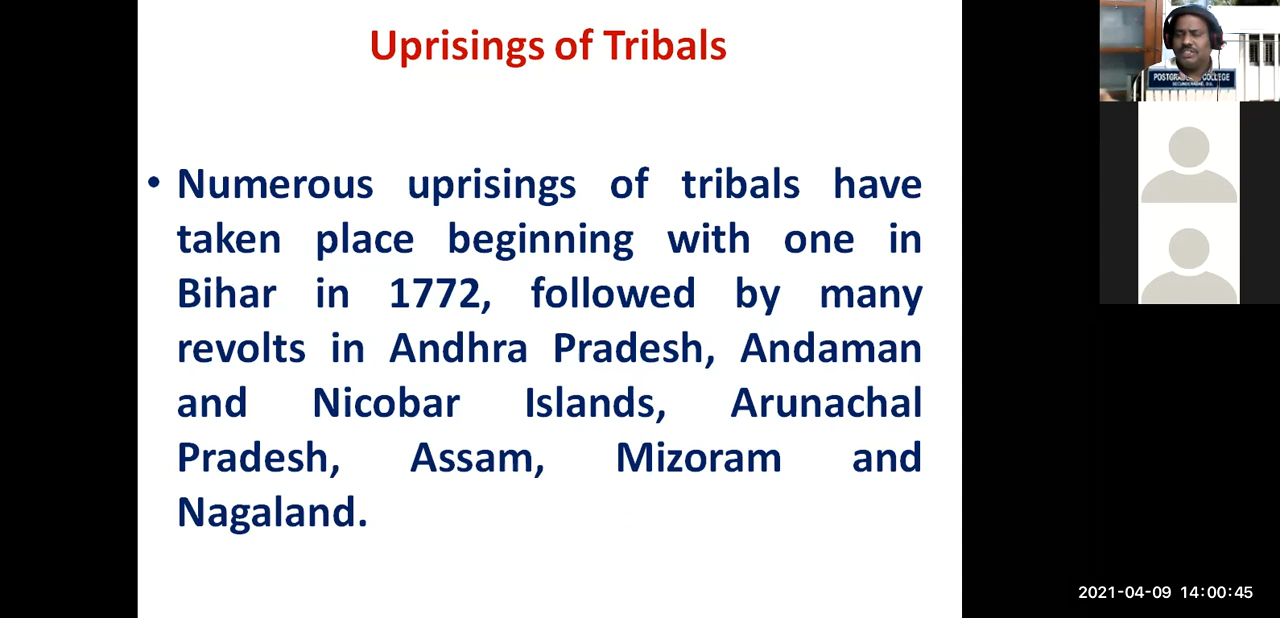 Uprisings of Tribals
• Numerous uprisings of tribals have
taken place beginning with one in
Bihar in 1772, followed by many
revolts in Andhra Pradesh, Andaman
and Nicobar Islands, Arunachal
Pradesh, Assam, Mizoram and
Nagaland.
COLLEGE
2021-04-09 14:00:45